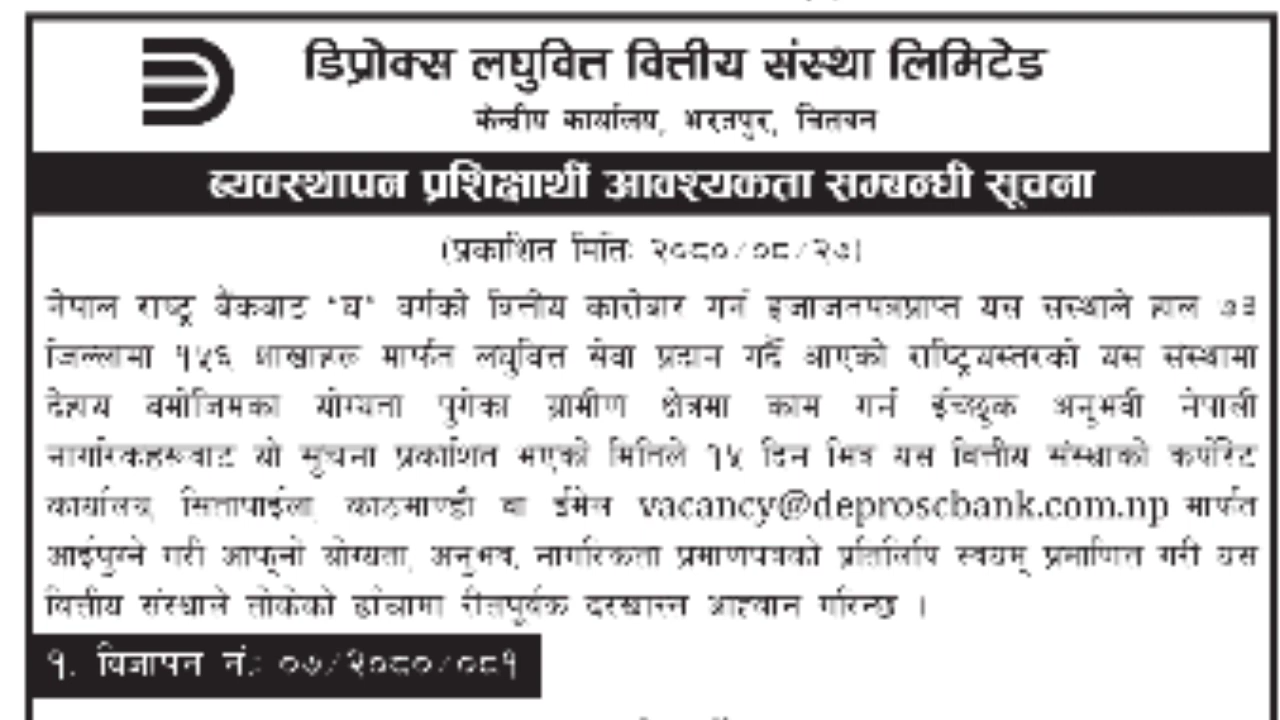 डिप्रोक्स लघुवित्त वित्तीय संस्था लिमिटेड
केन्द्रीय कार्यालय, भरतपुर, चितवन
ब्यवस्थापन प्रशिक्षार्थी आवश्यकता सम्बन्धी सूचना
(प्रकाशित मितिः २०८०/०८/२७)
नेपाल राष्ट्र बैंकबाट "घ" वर्गको वित्तीय कारोबार गर्न इजाजतपत्रप्राप्त यस संस्थाले हाल ७३
जिल्लामा १५६ शाखाहरु मार्फत लघुवित्त सेवा प्रदान गर्दै आएको राष्ट्रियस्तरको यस संस्थामा
देहाय बमोजिमका योग्यता पुगेका ग्रामीण क्षेत्रमा काम गर्न ईच्छुक अनुभवी नेपाली
नागरिकहरूबाट यो सूचना प्रकाशित भएको मितिले १५ दिन भित्र यस वित्तीय संस्थाको कर्पोरेट
कार्यालय, सितापाईला, काठमाण्डौ वा ईमेल vacancy@deproscbank.com.np मार्फत
आईपुग्ने गरी आफ्नो योग्यता, अनुभव, नागरिकता प्रमाणपत्रको प्रतिलिपि स्वयम् प्रमाणित गरी यस
वित्तीय संस्थाले तोकेको ढाँचामा रीतपूर्वक दरखास्त आह्वान गरिन्छ ।
१. विज्ञापन नं.: ०७/२०८०/०८१